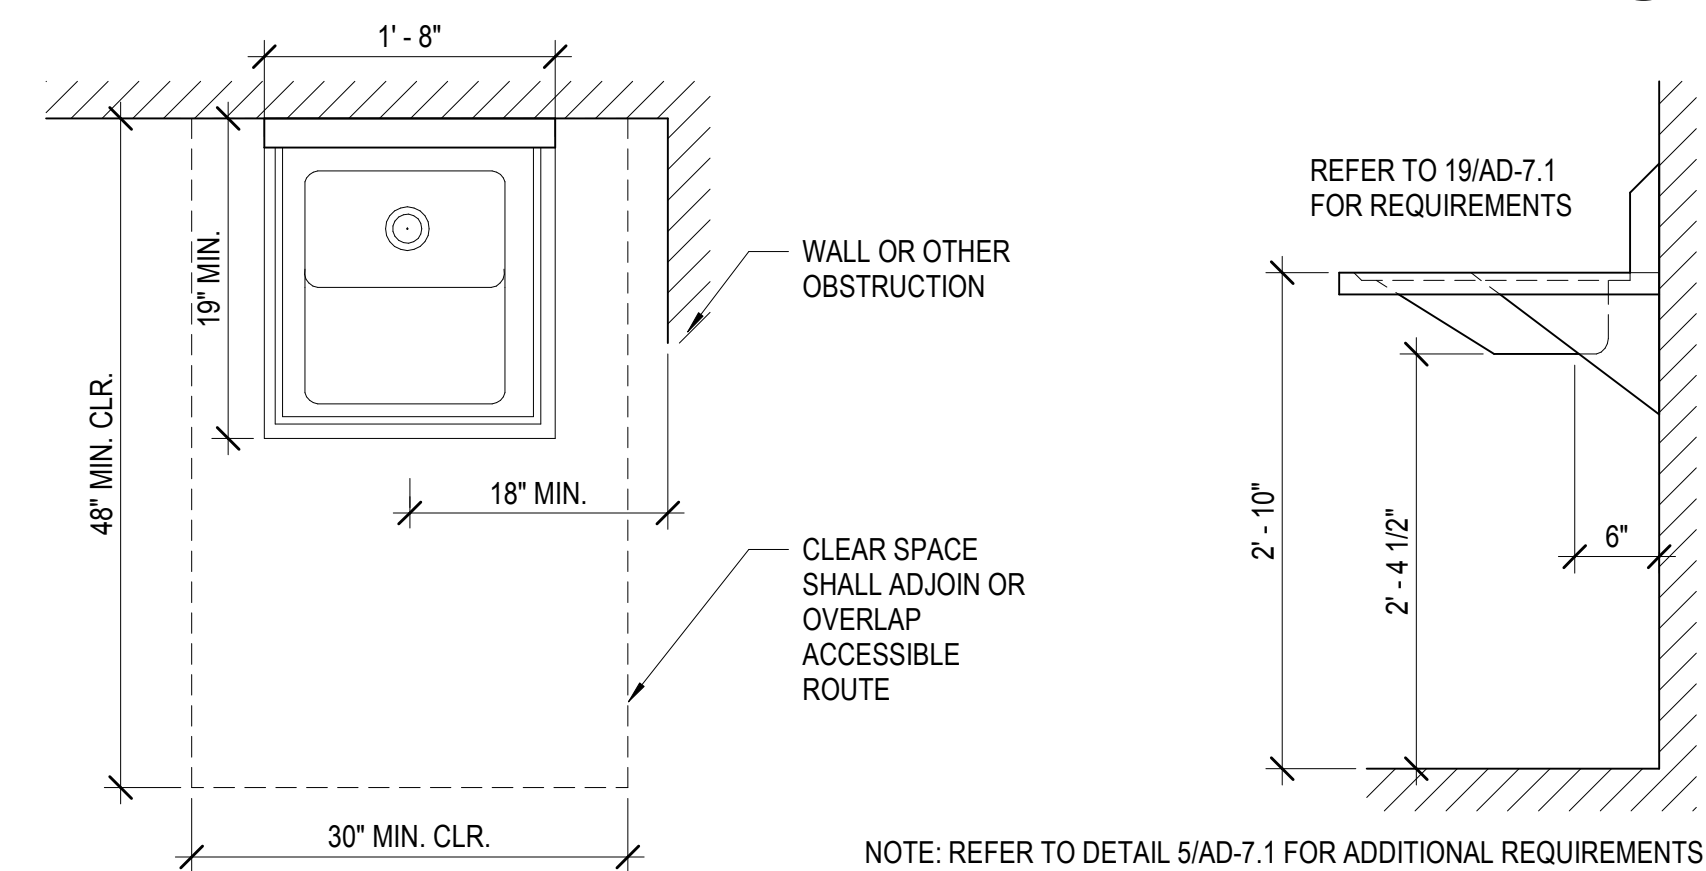 1' - 8"
19" MIN.
48" MIN. CLR.
18" MIN.
30" MIN. CLR.
WALL OR OTHER
OBSTRUCTION
CLEAR SPACE
SHALL ADJOIN OR
OVERLAP
ACCESSIBLE
ROUTE
REFER TO 19/AD-7.1
FOR REQUIREMENTS
2' - 10"
2' - 4 1/2"
6"
NOTE: REFER TO DETAIL 5/AD-7.1 FOR ADDITIONAL REQUIREMENTS